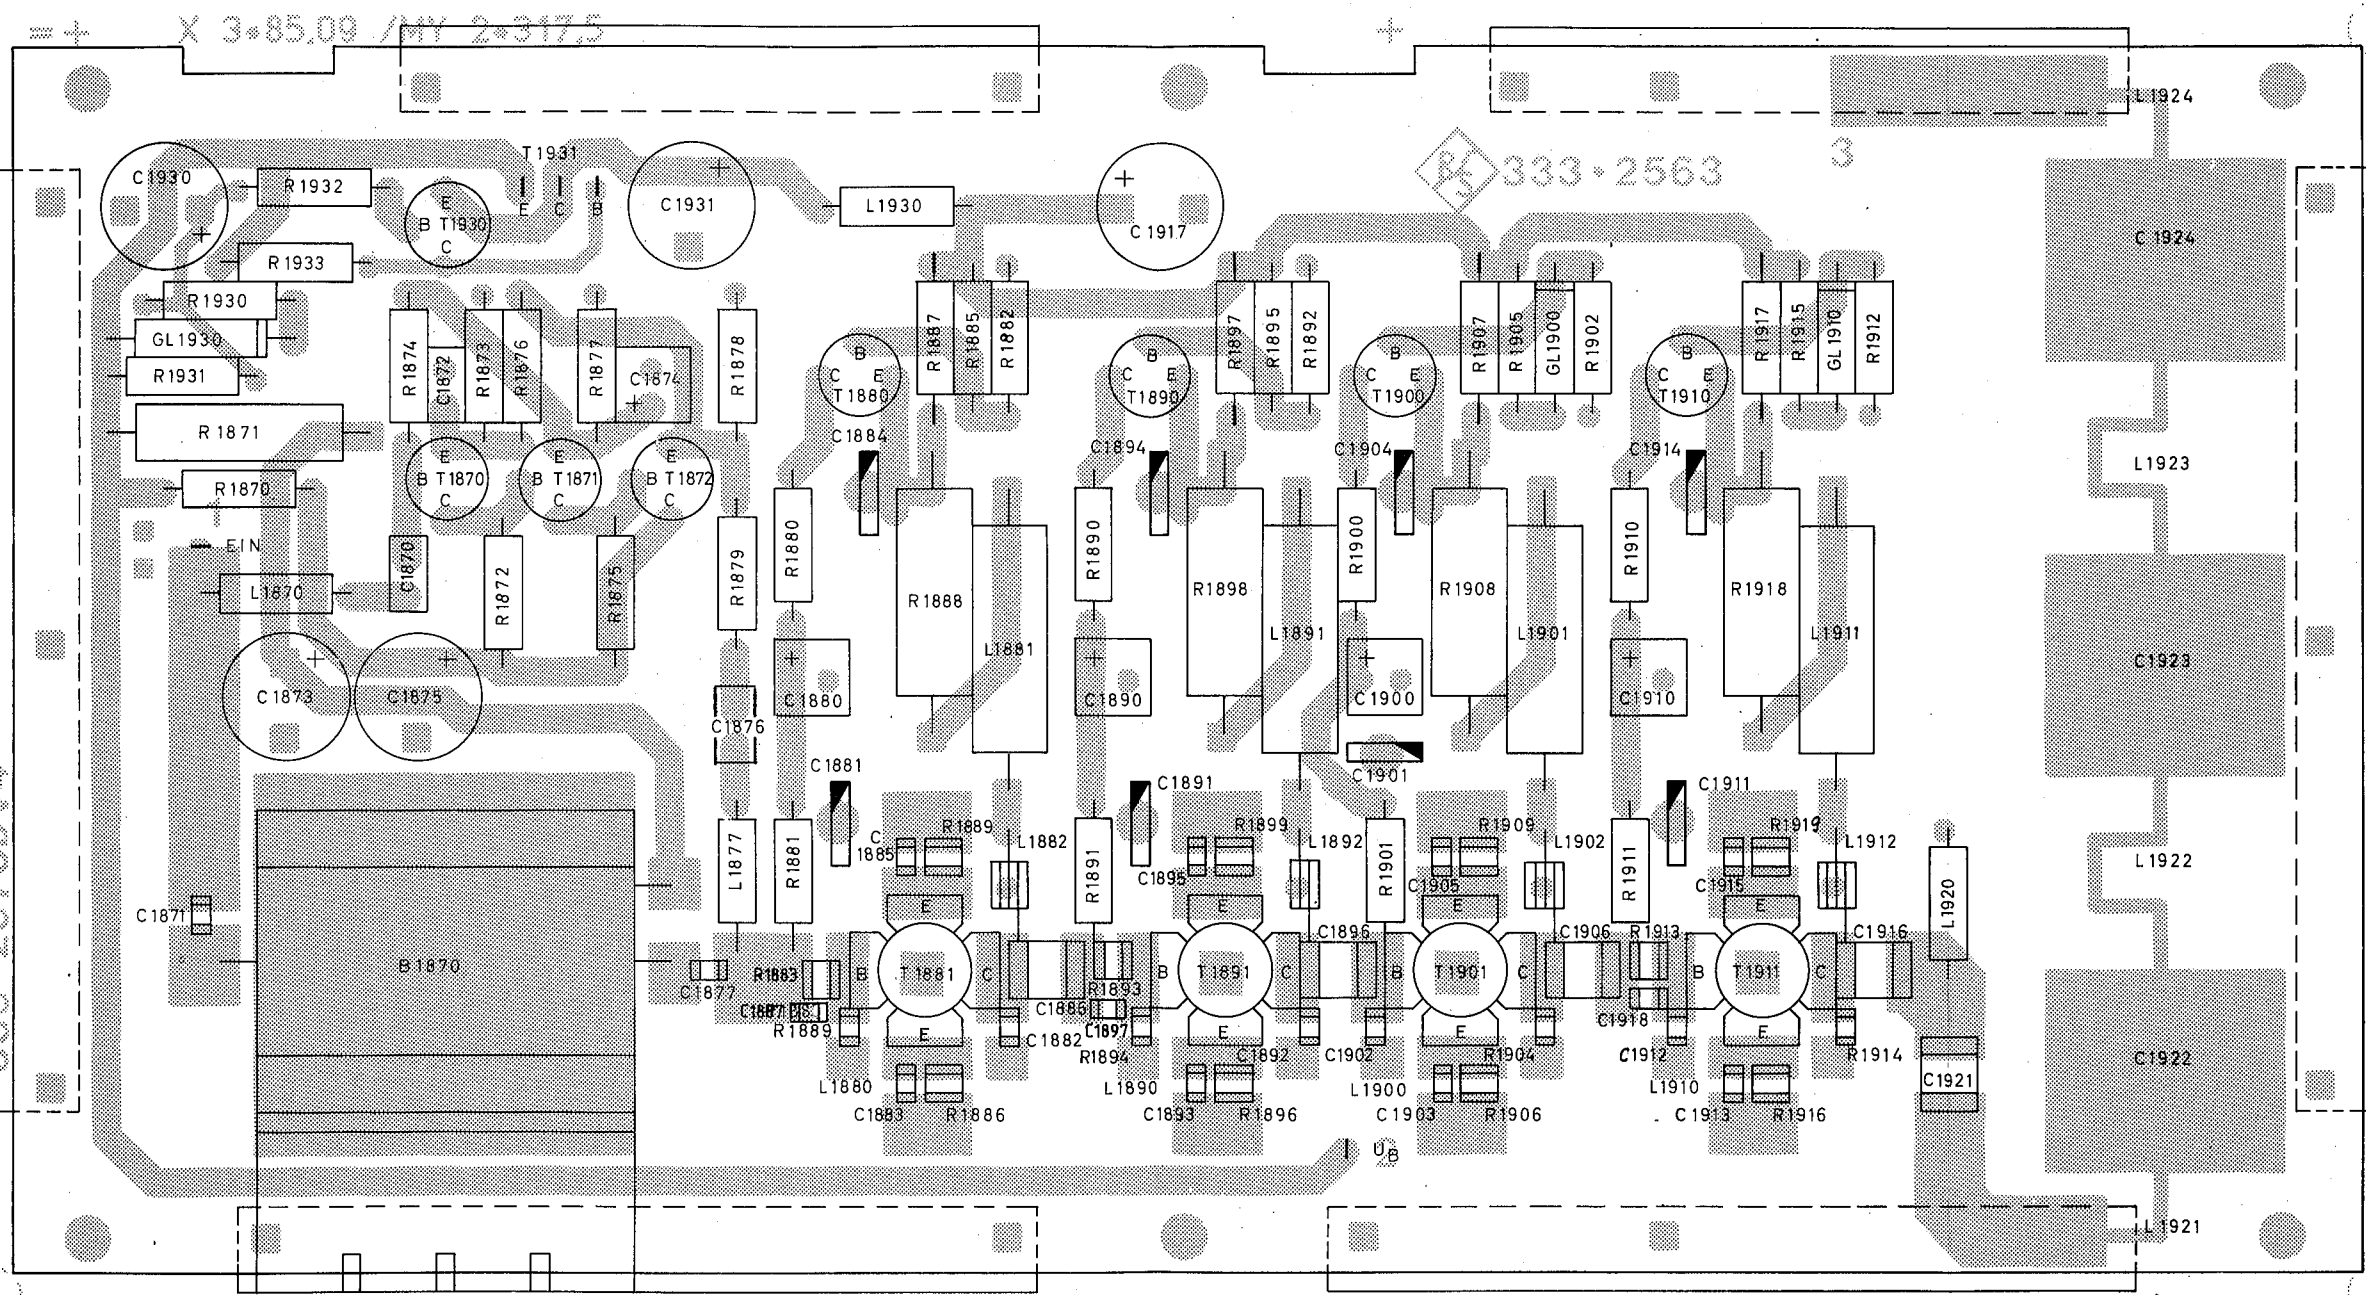 =+ X 3•85,09 /MY 2•317,5 +
L1924
R&S 333•2563 3
T1931
C1930 R1932 E C B C1931 + L1930 + C1917
E B T1930 C
+
R1933
C1924
R1930
GL1930
R1931
R1874 C1872 R1873 R1876 R1877 C1874 + R1878
B C E T1880 R1887 R1885 R1882
B C E T1890 R1897 R1895 R1892
B C E T1900 R1907 R1905 GL1900 R1902
B C E T1910 R1917 R1915 GL1910 R1912
R1871
C1884 C1894 C1904 C1914
E B T1870 C
E B T1871 C
E B T1872 C
L1923
R1870
EIN
L1870 C1870 R1872 R1875 R1879
R1880 R1888 L1881
R1890 R1898 L1891
R1900 R1908 L1901
R1910 R1918 L1911
C1923
+ C1873 + C1875
+ C1880 + C1890 + C1900 + C1910
C1876
C1881 C1891 C1901 C1911
L1877 R1881 C 1885 R1889 L1882
R1891 C1895 R1899 L1892
R1901 C1905 R1909 L1902
R1911 C1915 R1919 L1912
L1920
L1922
C1871
B1870
C1877 R1883
E B T1881 C E
C1885 R1893
E B T1891 C E
C1896
E B T1901 C E
C1906 R1913
E B T1911 C E
C1916
C1887 R1889
C1882 C1897 R1894
C1892 C1902
R1904 C1918 C1912
R1914
C1921
C1922
L1880 L1890 L1900 L1910
C1883 R1886 C1893 R1896 C1903 R1906 C1913 R1916
UB 2
L1921